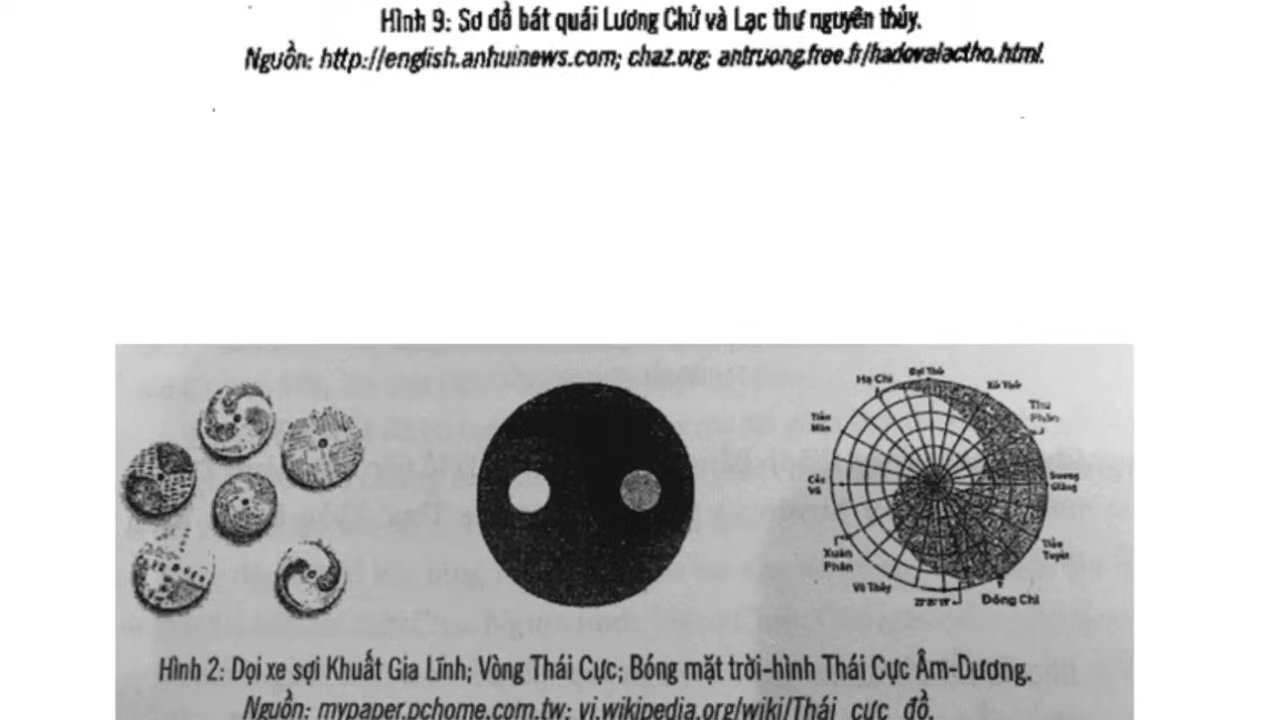 Hình 9: Sơ đồ bát quái Lương Chử và Lạc thư nguyên thủy.
Nguồn: http://english.anhuinews.com; chaz.org; antruong.free.fr/hadovalactho.html.
Hạ Chí
Đại Thử
Xử Thử
Tiểu Mãn
Thu Phân
Cốc Vũ
Sương Giáng
Xuân Phân
Tiểu Tuyết
Vũ Thủy
Đông Chí
Hình 2: Dọi xe sợi Khuất Gia Lĩnh; Vòng Thái Cực; Bóng mặt trời-hình Thái Cực Âm-Dương.
Nguồn: mypaper.pchome.com.tw; vi.wikipedia.org/wiki/Thái_cực_đồ.